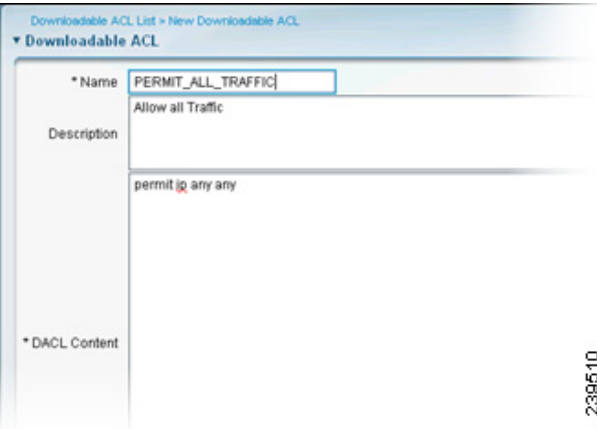 Downloadable ACL List > New Downloadable ACL
▾ Downloadable ACL
* Name PERMIT_ALL_TRAFFIC
Description Allow all Traffic
* DACL Content permit ip any any
239510